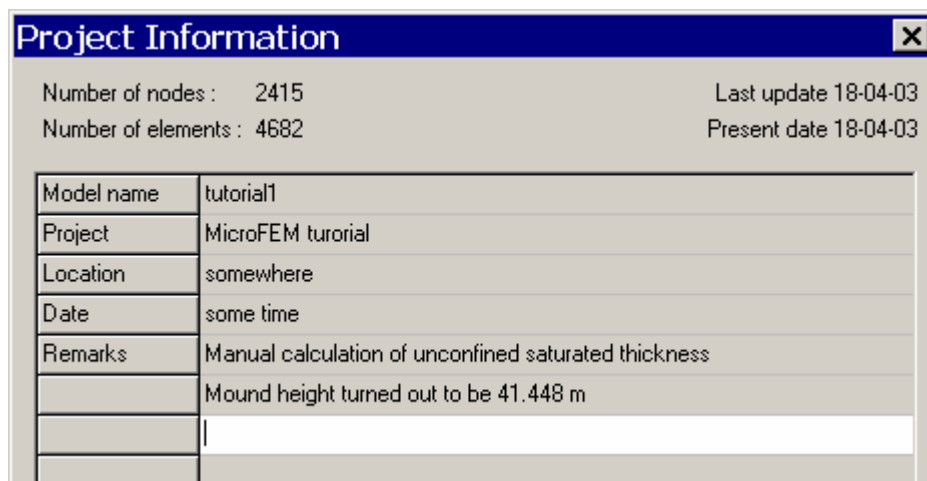 Project Information
Number of nodes : 2415 Last update 18-04-03
Number of elements : 4682 Present date 18-04-03
Model name tutorial1
Project MicroFEM turorial
Location somewhere
Date some time
Remarks Manual calculation of unconfined saturated thickness
Mound height turned out to be 41.448 m